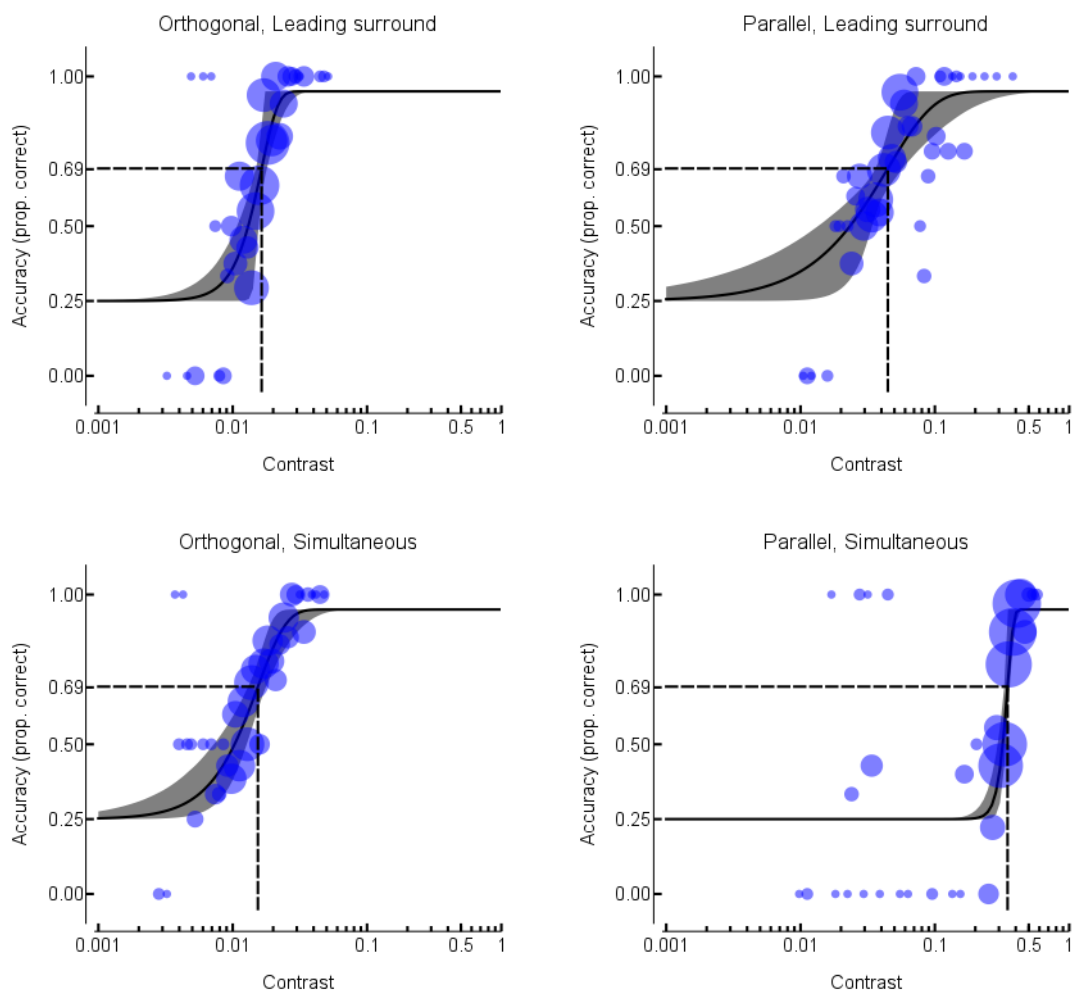 Orthogonal, Leading surround
Accuracy (prop. correct)
1.00
0.69
0.50
0.25
0.00
0.001 0.01 0.1 0.5 1
Contrast
Parallel, Leading surround
Accuracy (prop. correct)
1.00
0.69
0.50
0.25
0.00
0.001 0.01 0.1 0.5 1
Contrast
Orthogonal, Simultaneous
Accuracy (prop. correct)
1.00
0.69
0.50
0.25
0.00
0.001 0.01 0.1 0.5 1
Contrast
Parallel, Simultaneous
Accuracy (prop. correct)
1.00
0.69
0.50
0.25
0.00
0.001 0.01 0.1 0.5 1
Contrast